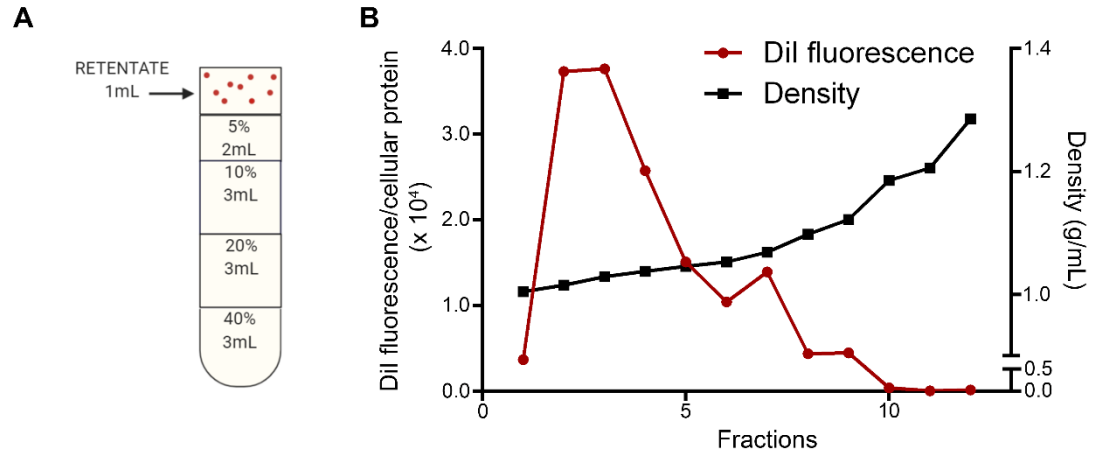 A
RETENTATE
1mL
5%
2mL
10%
3mL
20%
3mL
40%
3mL
B
DiI fluorescence
Density
DiI fluorescence/cellular protein
(x 10⁴)
4.0
3.0
2.0
1.0
0.0
0
5
10
Fractions
1.4
1.2
1.0
0.5
0.0
Density (g/mL)